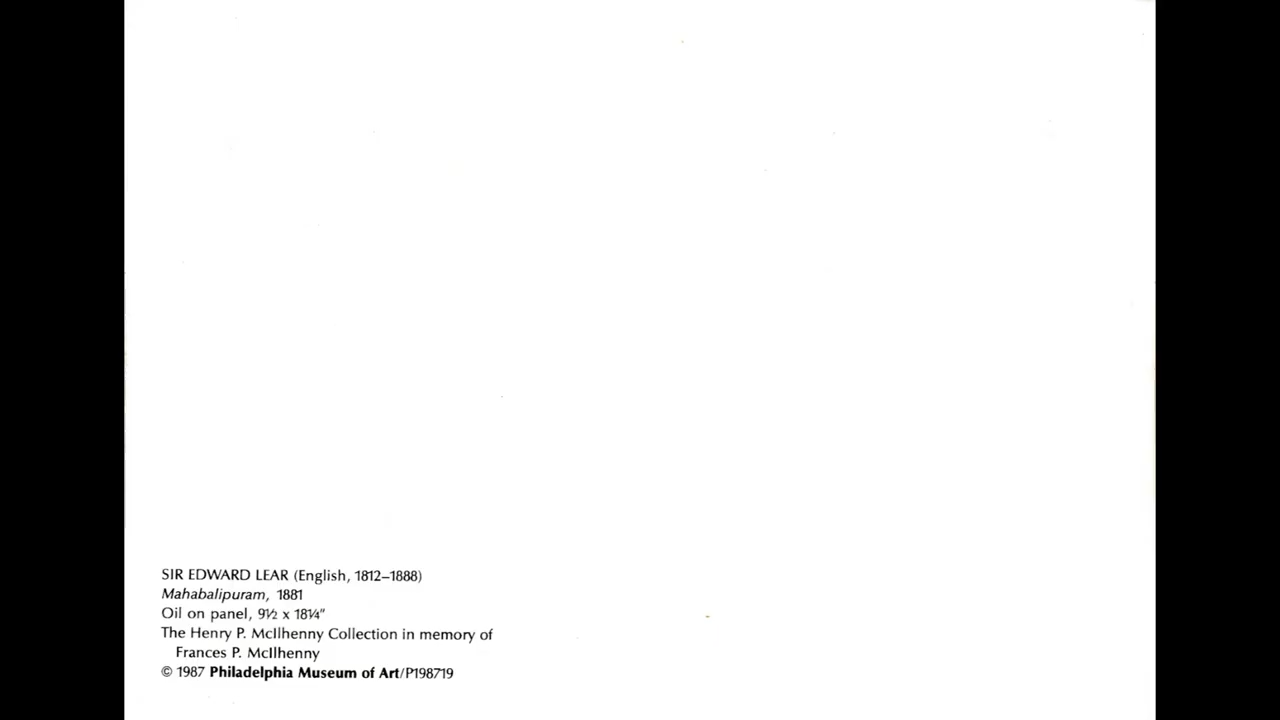 SIR EDWARD LEAR (English, 1812–1888)
Mahabalipuram, 1881
Oil on panel, 9½ x 18¼"
The Henry P. McIlhenny Collection in memory of
Frances P. McIlhenny
© 1987 Philadelphia Museum of Art/P198719